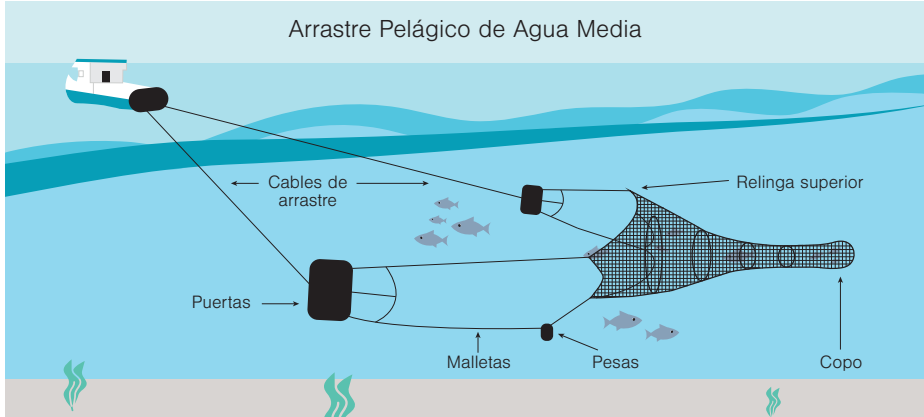 Arrastre Pelágico de Agua Media
Cables de
arrastre
Relinga superior
Puertas
Malletas
Pesas
Copo